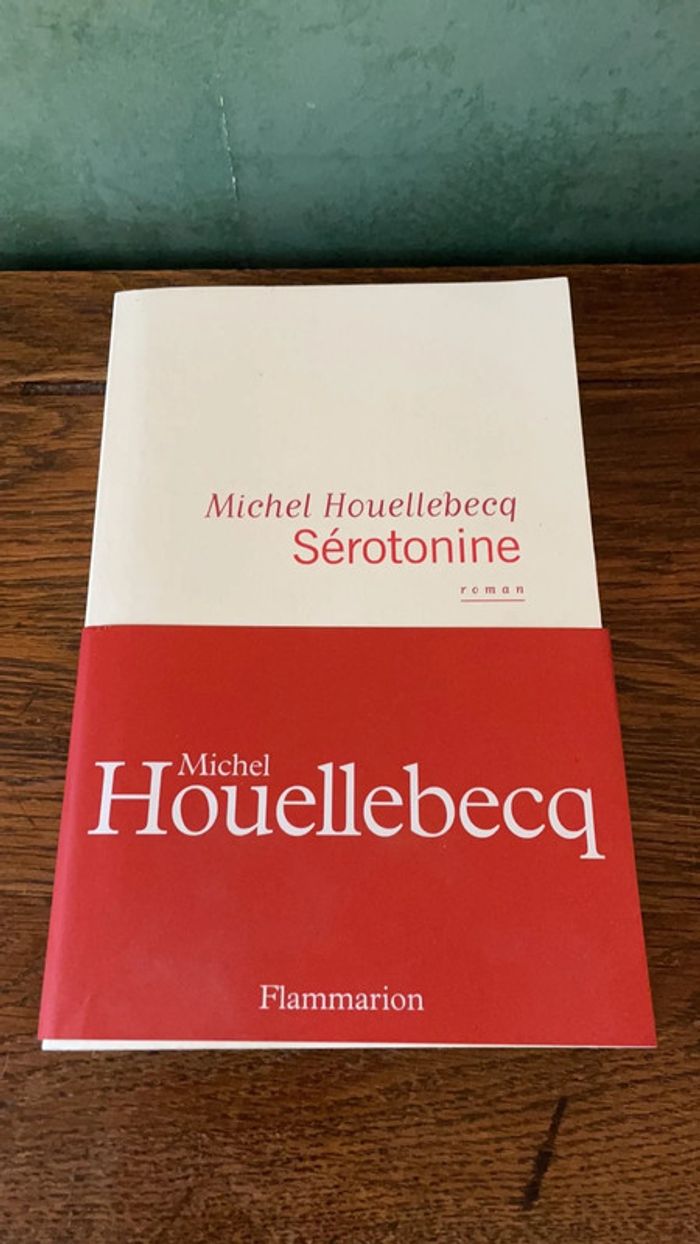 Michel Houellebecq
Sérotonine
roman
Michel
Houellebecq
Flammarion